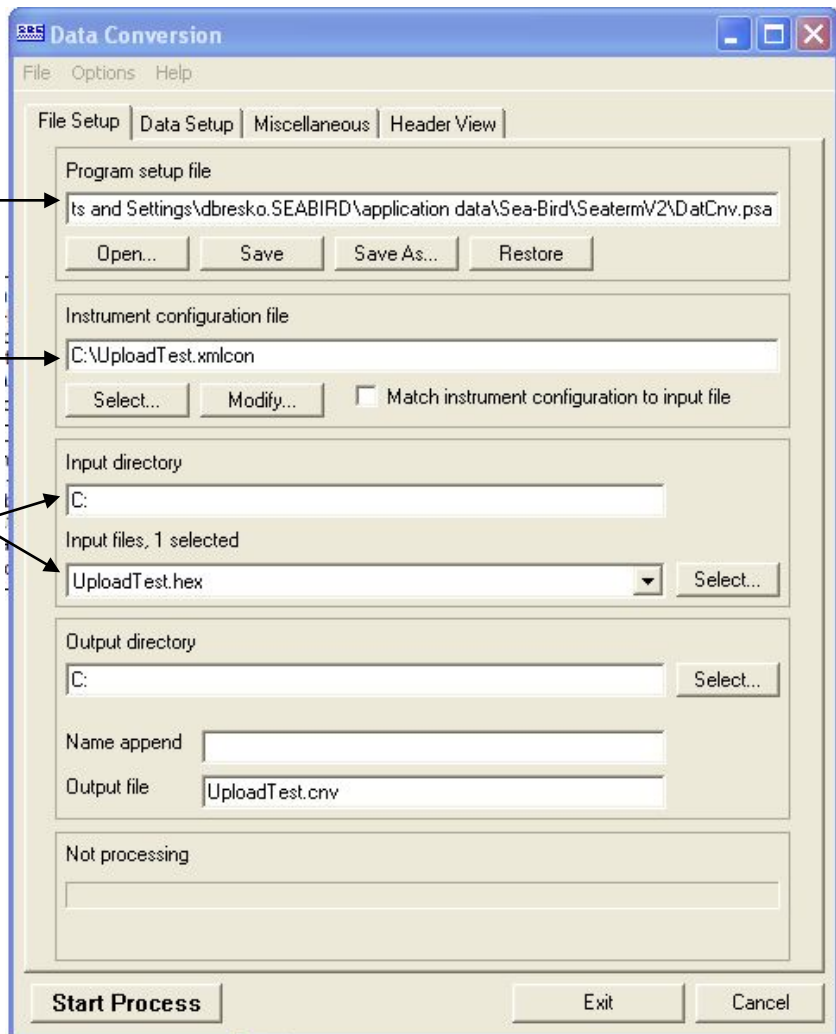 Data Conversion
File Options Help
File Setup Data Setup Miscellaneous Header View
Program setup file
ts and Settings\dbresko.SEABIRD\application data\Sea-Bird\SeatermV2\DatCnv.psa
Open... Save Save As... Restore
Instrument configuration file
C:\UploadTest.xmlcon
Select... Modify... Match instrument configuration to input file
Input directory
C:
Input files, 1 selected
UploadTest.hex Select...
Output directory
C: Select...
Name append
Output file UploadTest.cnv
Not processing
Start Process Exit Cancel